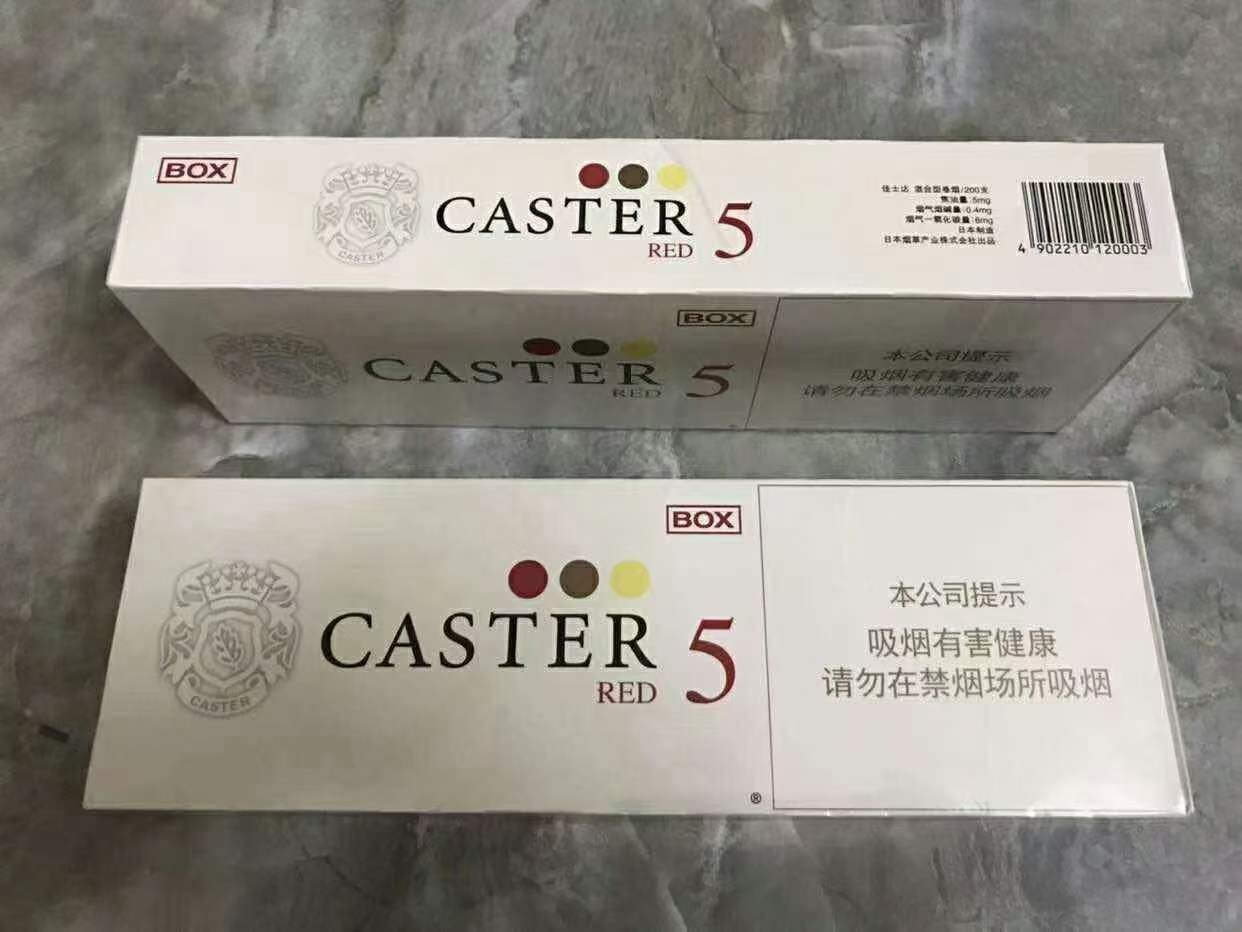 BOX
CASTER
CASTER
RED
5
佳士达 混合型卷烟/200支
焦油量:5mg
烟气烟碱量:0.4mg
烟气一氧化碳量:6mg
日本制造
日本烟草产业株式会社出品
4 902210 120003
BOX
CASTER
RED
5
本公司提示
吸烟有害健康
请勿在禁烟场所吸烟
BOX
CASTER
CASTER
RED
5
®
本公司提示
吸烟有害健康
请勿在禁烟场所吸烟